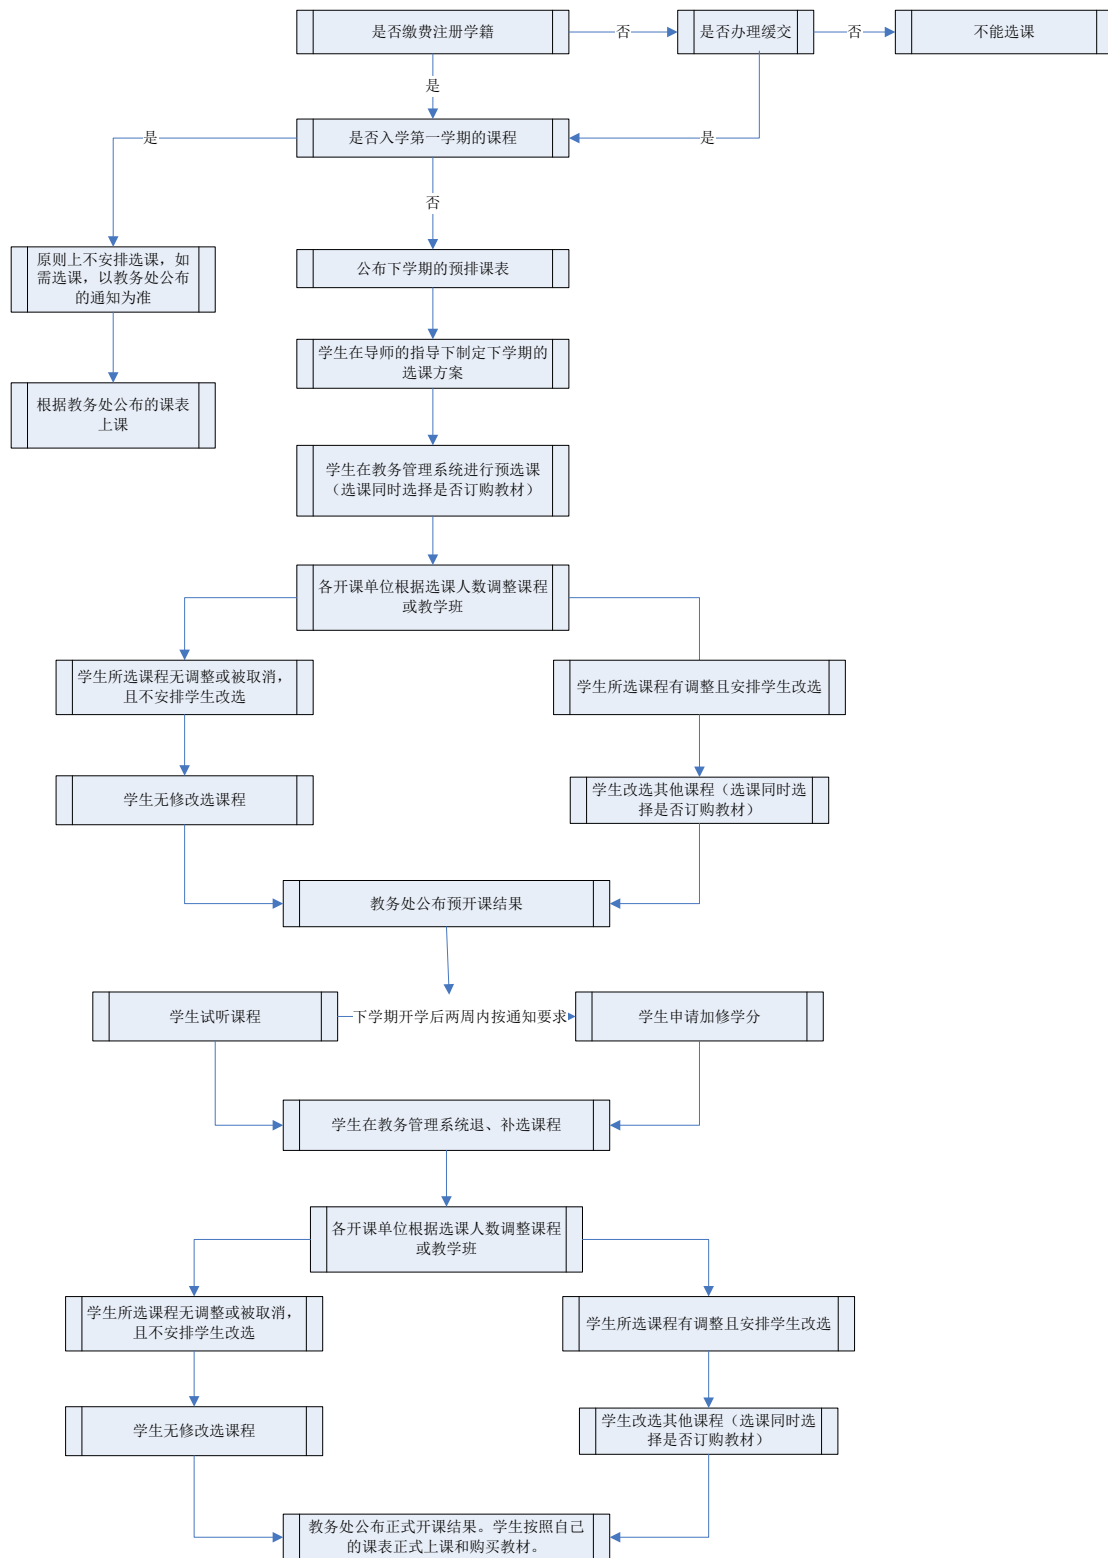 是否缴费注册学籍
否
是否办理缓交
否
不能选课
是
是否入学第一学期的课程
是
是
否
原则上不安排选课，如
需选课，以教务处公布
的通知为准
公布下学期的预排课表
学生在导师的指导下制定下学期的
选课方案
根据教务处公布的课表
上课
学生在教务管理系统进行预选课
（选课同时选择是否订购教材）
各开课单位根据选课人数调整课程
或教学班
学生所选课程无调整或被取消，
且不安排学生改选
学生所选课程有调整且安排学生改选
学生无修改选课程
学生改选其他课程（选课同时选
择是否订购教材）
教务处公布预开课结果
学生试听课程
下学期开学后两周内按通知要求
学生申请加修学分
学生在教务管理系统退、补选课程
各开课单位根据选课人数调整课程
或教学班
学生所选课程无调整或被取消，
且不安排学生改选
学生所选课程有调整且安排学生改选
学生无修改选课程
学生改选其他课程（选课同时选
择是否订购教材）
教务处公布正式开课结果。学生按照自己
的课表正式上课和购买教材。